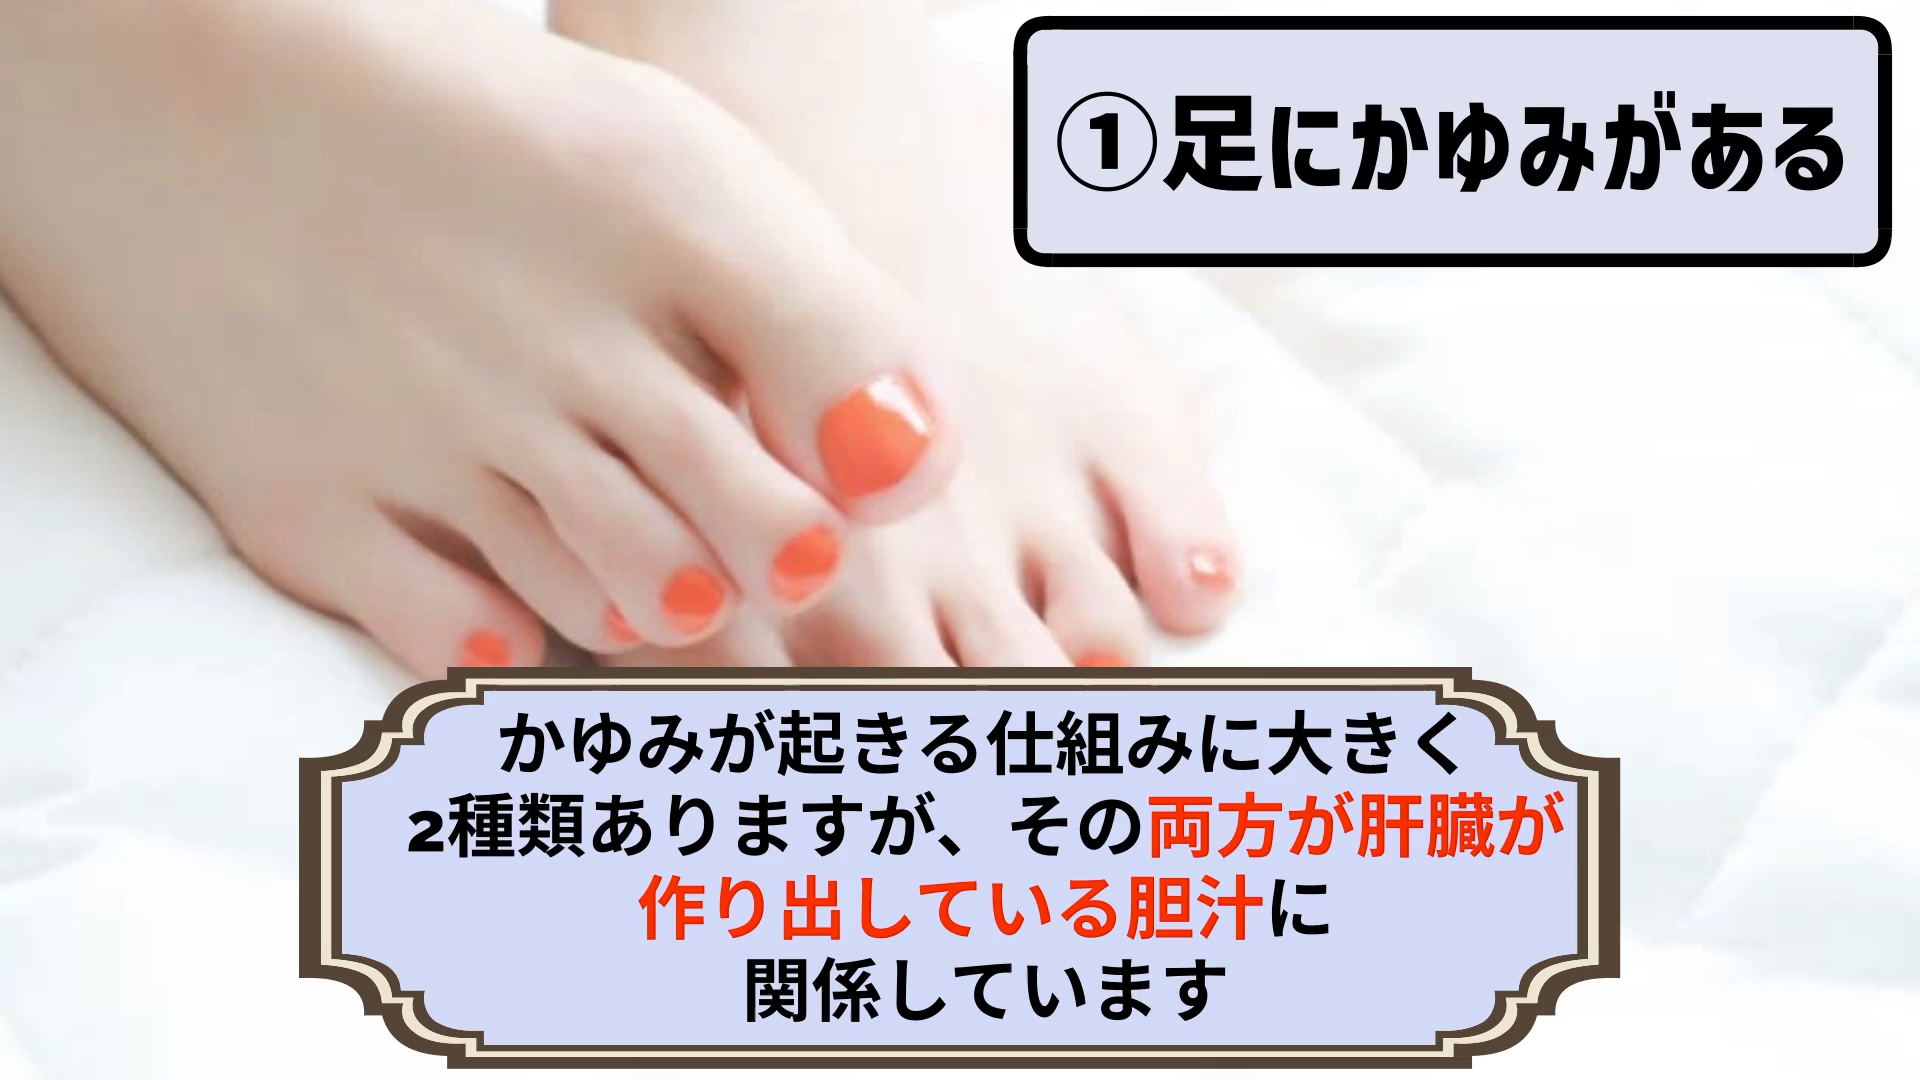 ①足にかゆみがある
かゆみが起きる仕組みに大きく
2種類ありますが、その両方が肝臓が
作り出している胆汁に
関係しています